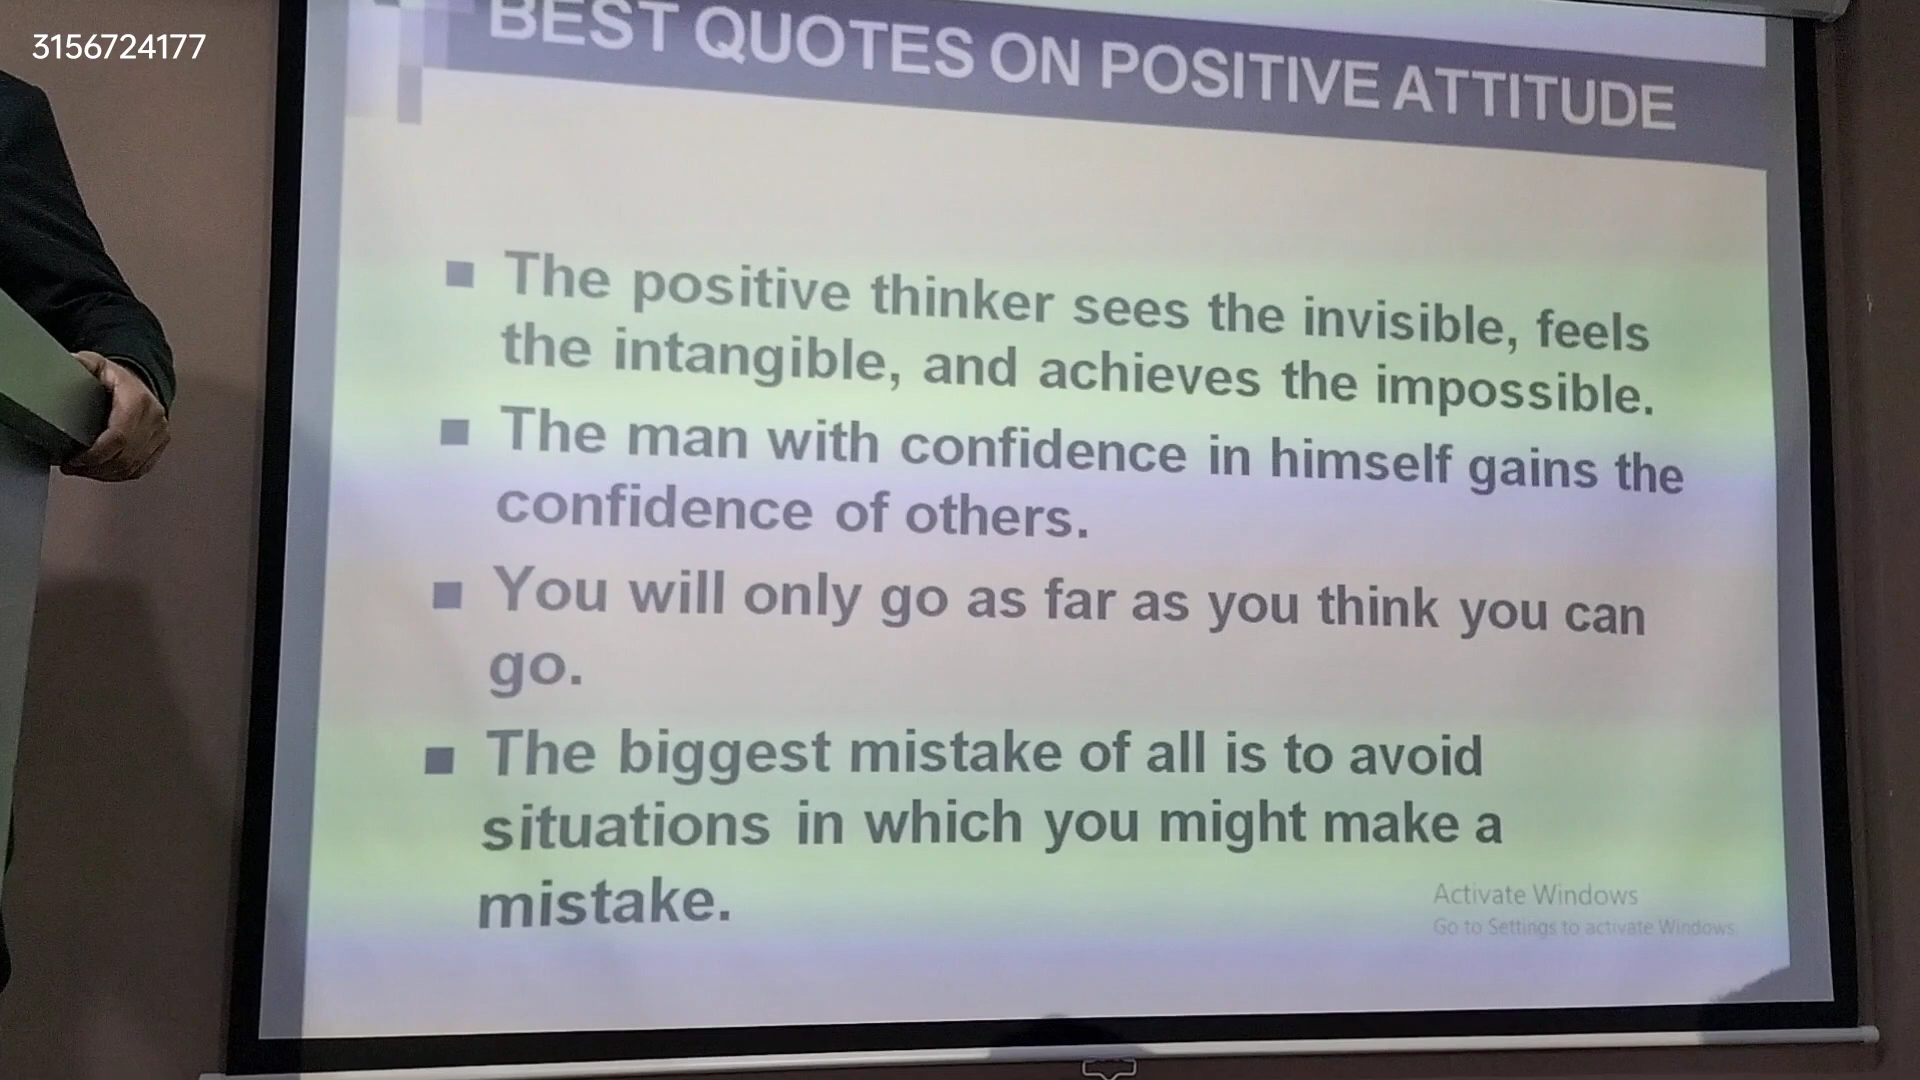 3156724177
BEST QUOTES ON POSITIVE ATTITUDE
■ The positive thinker sees the invisible, feels
the intangible, and achieves the impossible.
■ The man with confidence in himself gains the
confidence of others.
■ You will only go as far as you think you can
go.
■ The biggest mistake of all is to avoid
situations in which you might make a
mistake.
Activate Windows
Go to Settings to activate Windows.